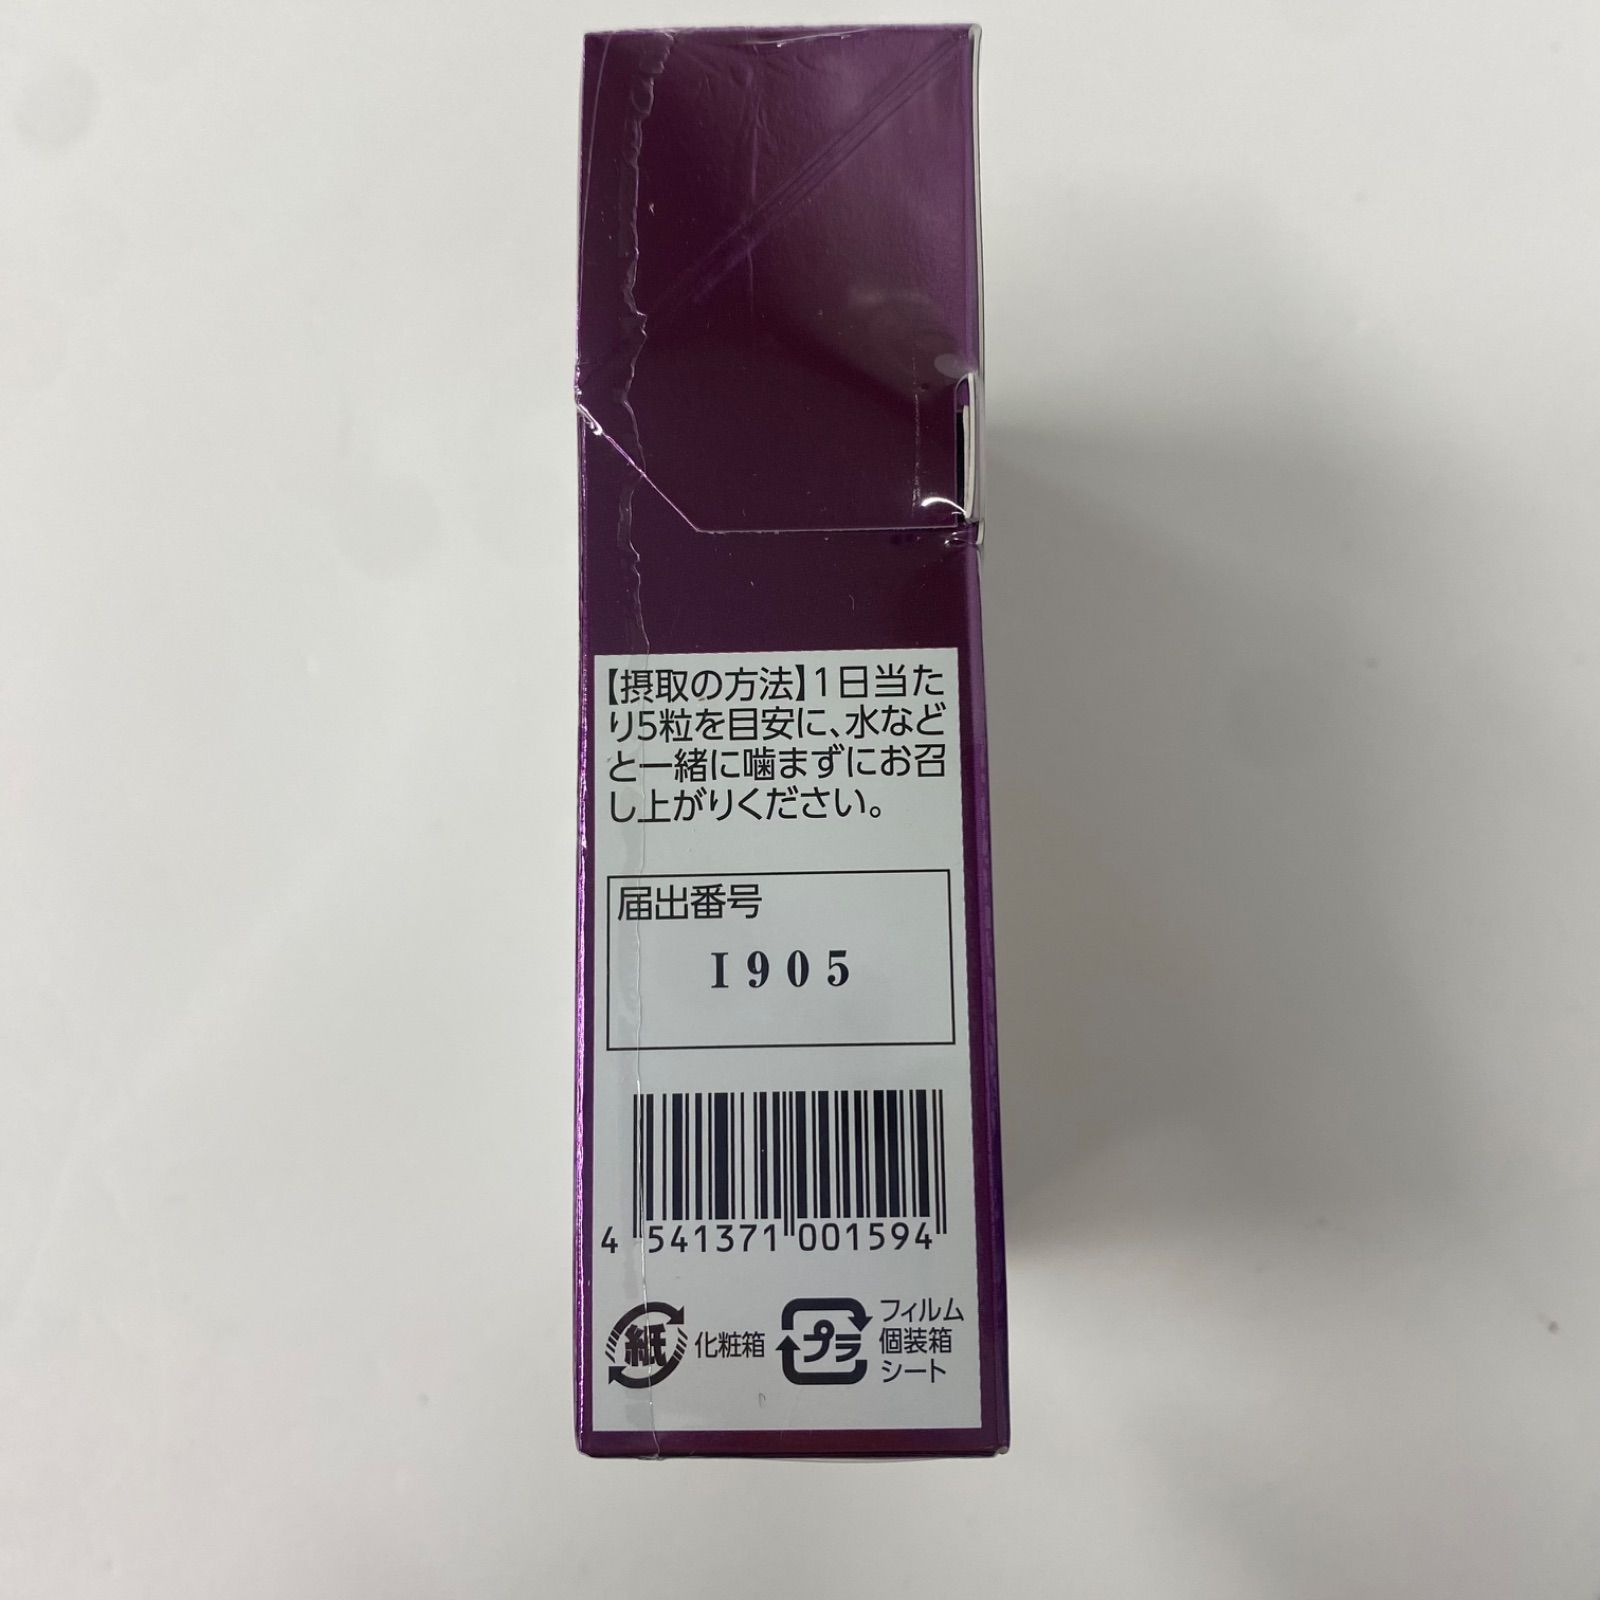 【摂取の方法】1日当た
り5粒を目安に、水など
と一緒に噛まずにお召
し上がりください。
届出番号
I905
4 541371 001594
紙 化粧箱
プラ フィルム
個装箱
シート